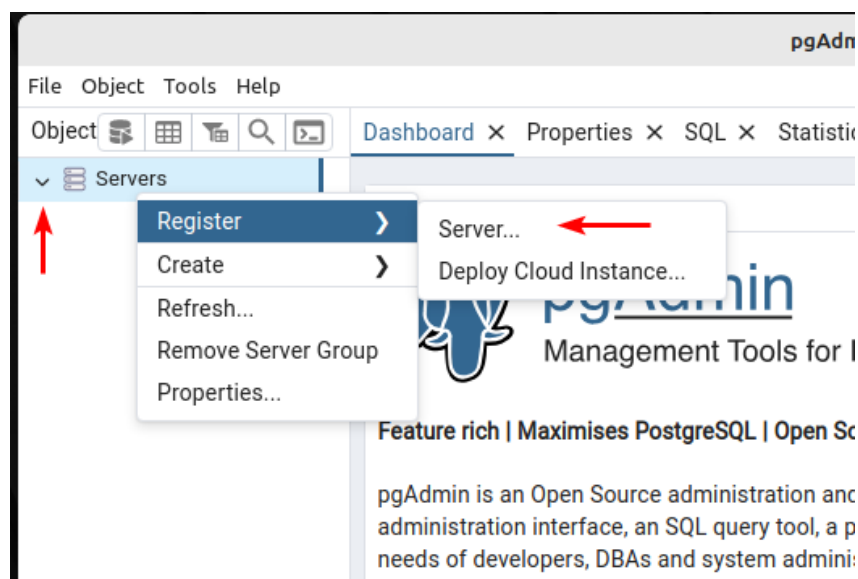 pgAdm
File Object Tools Help
Object Dashboard Properties SQL Statistic
Servers
Register
Server...
Create
Deploy Cloud Instance...
Refresh...
pgAdmin
Remove Server Group
Management Tools for
Properties...
Feature rich | Maximises PostgreSQL | Open So
pgAdmin is an Open Source administration and
administration interface, an SQL query tool, a p
needs of developers, DBAs and system adminis